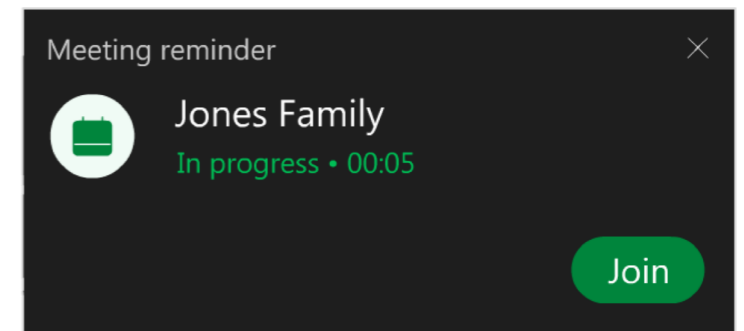 Meeting reminder
Jones Family
In progress • 00:05
Join